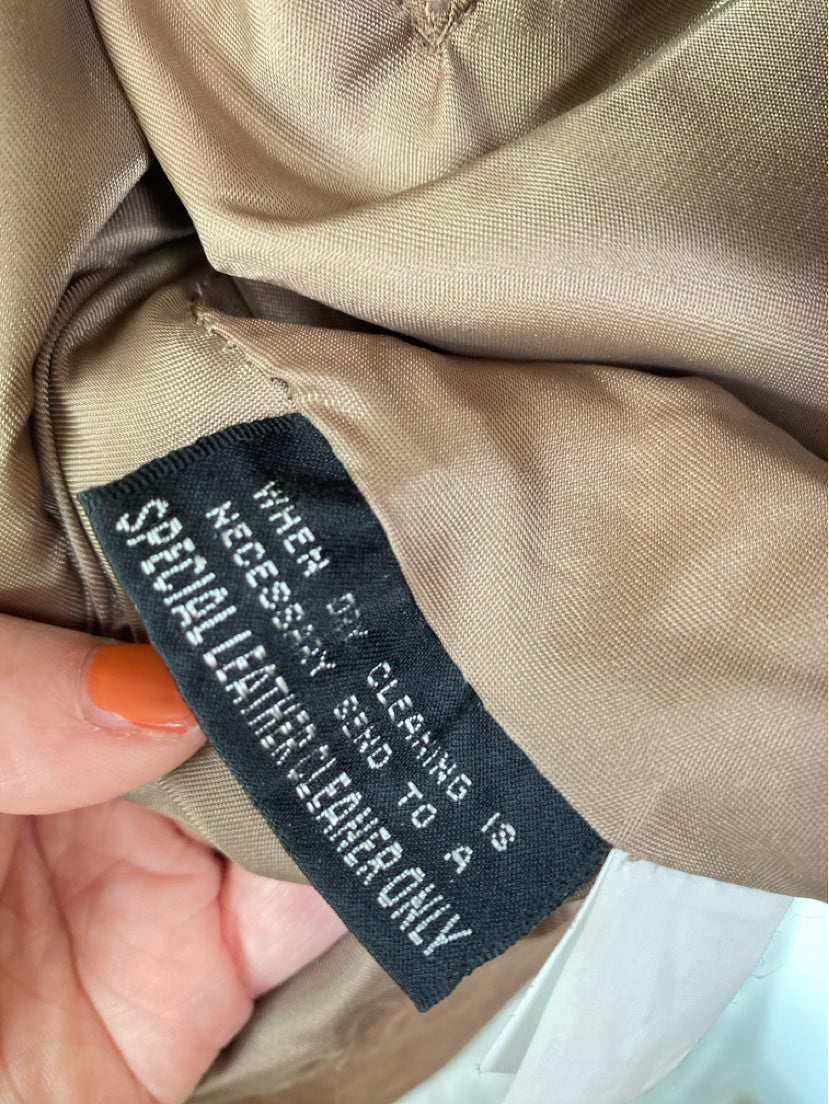 WHEN DRY CLEANING IS
NECESSARY SEND TO A
SPECIAL LEATHER CLEANER ONLY